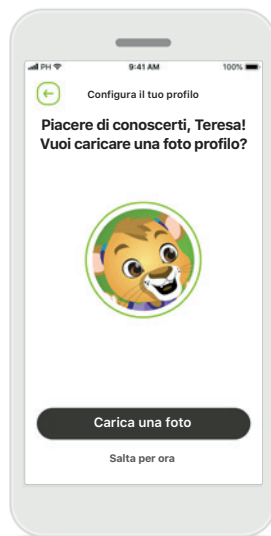 PH 9:41 AM 100%
Configura il tuo profilo
Piacere di conoscerti, Teresa!
Vuoi caricare una foto profilo?
Carica una foto
Salta per ora